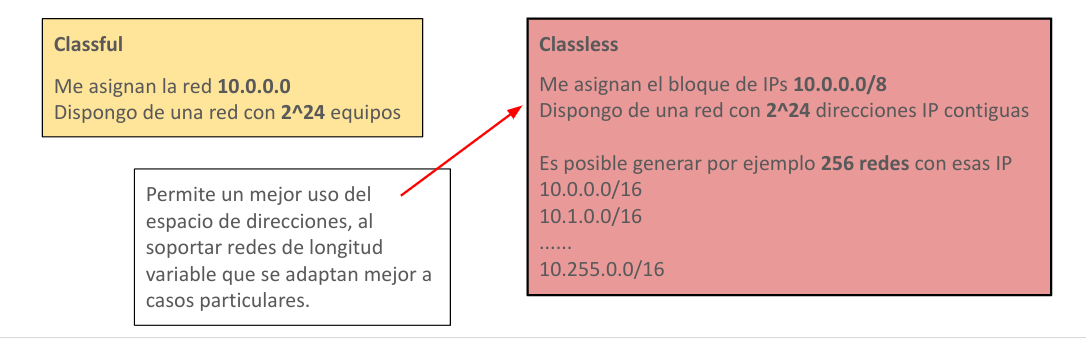 Classful
Me asignan la red 10.0.0.0
Dispongo de una red con 2^24 equipos
Permite un mejor uso del
espacio de direcciones, al
soportar redes de longitud
variable que se adaptan mejor a
casos particulares.
Classless
Me asignan el bloque de IPs 10.0.0.0/8
Dispongo de una red con 2^24 direcciones IP contiguas
Es posible generar por ejemplo 256 redes con esas IP
10.0.0.0/16
10.1.0.0/16
......
10.255.0.0/16